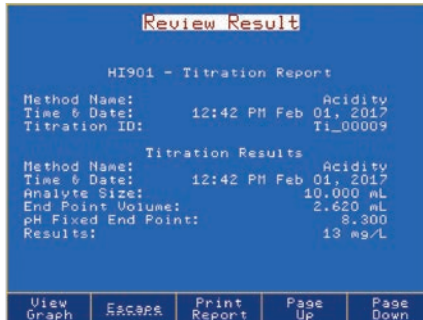 Review Result
HI901 - Titration Report
Method Name: Acidity
Time & Date: 12:42 PM Feb 01, 2017
Titration ID: Ti_00009
Titration Results
Method Name: Acidity
Time & Date: 12:42 PM Feb 01, 2017
Analyte Size: 10.000 mL
End Point Volume: 2.620 mL
pH Fixed End Point: 8.300
Results: 13 mg/L
View Graph Escape Print Report Page Up Page Down